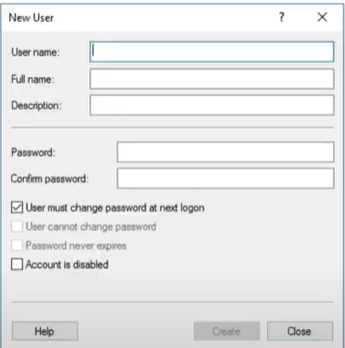 New User ?
User name:
Full name:
Description:
Password:
Confirm password:
User must change password at next logon
User cannot change password
Password never expires
Account is disabled
Help Create Close